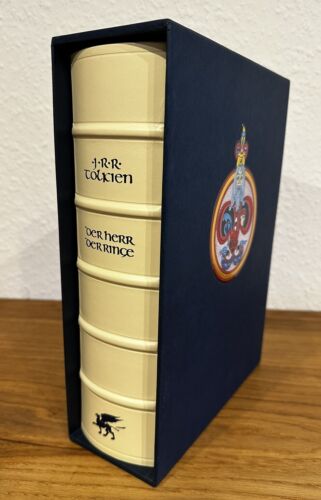 ·J·R·R·
TOLKIEN
DER HERR
DER RINGE